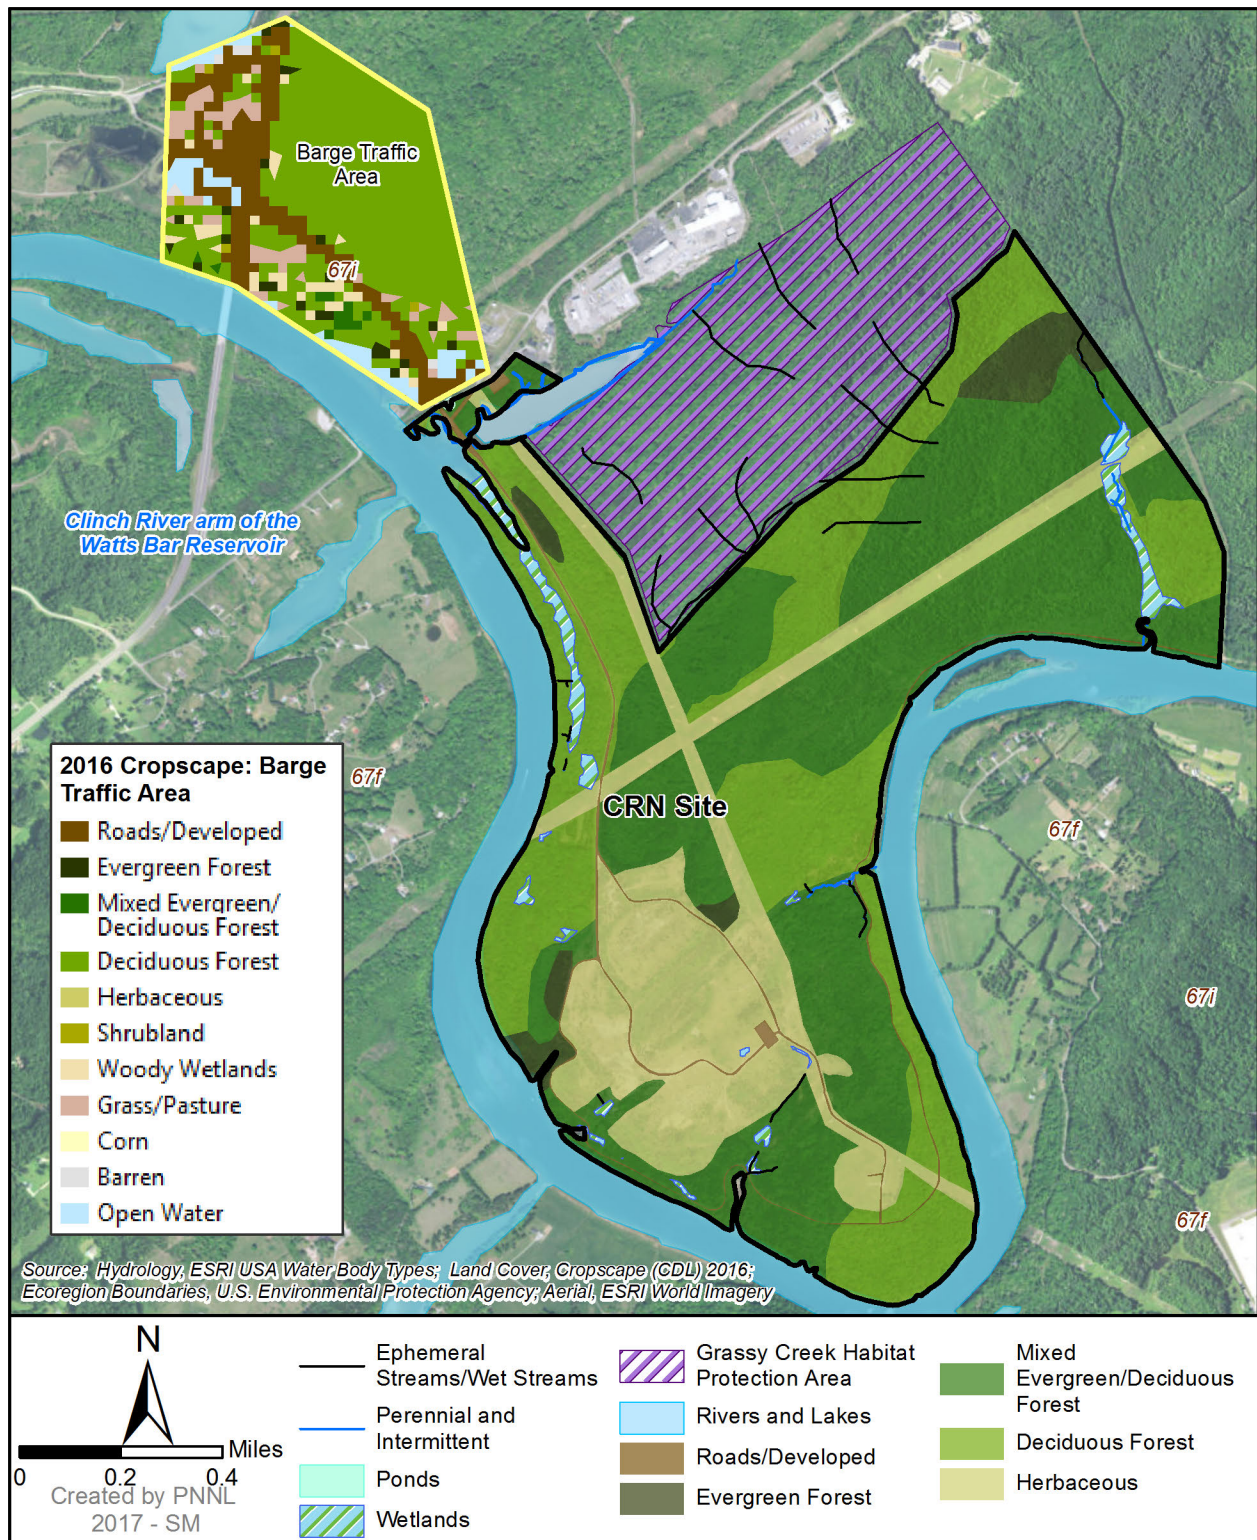 Barge Traffic
Area
67i
Clinch River arm of the
Watts Bar Reservoir
67f
CRN Site
67f
67i
67f
2016 Cropscape: Barge
Traffic Area
Roads/Developed
Evergreen Forest
Mixed Evergreen/
Deciduous Forest
Deciduous Forest
Herbaceous
Shrubland
Woody Wetlands
Grass/Pasture
Corn
Barren
Open Water
Source: Hydrology, ESRI USA Water Body Types; Land Cover, Cropscape (CDL) 2016;
Ecoregion Boundaries, U.S. Environmental Protection Agency; Aerial, ESRI World Imagery
N
Miles
0 0.2 0.4
Created by PNNL
2017 - SM
Ephemeral
Streams/Wet Streams
Perennial and
Intermittent
Ponds
Wetlands
Grassy Creek Habitat
Protection Area
Rivers and Lakes
Roads/Developed
Evergreen Forest
Mixed
Evergreen/Deciduous
Forest
Deciduous Forest
Herbaceous